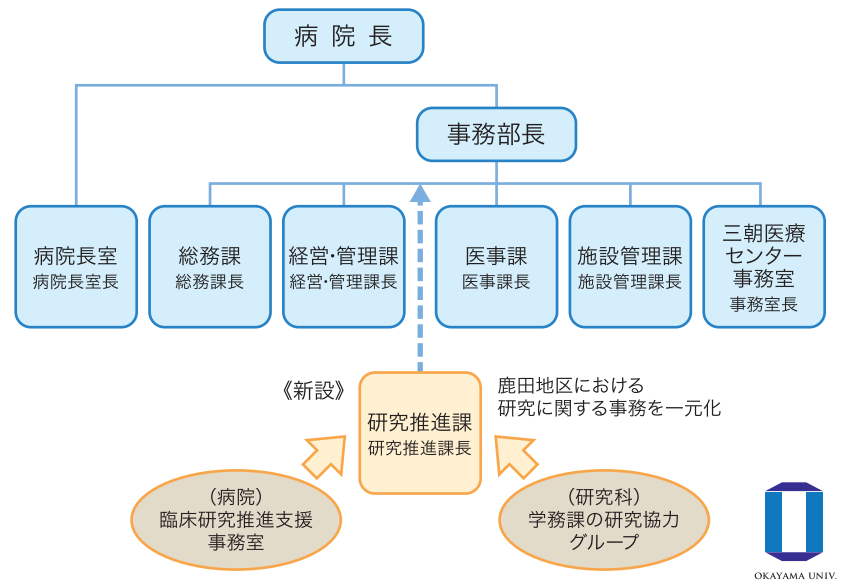 病 院 長
事務部長
病院長室
病院長室長
総務課
総務課長
経営・管理課
経営・管理課長
医事課
医事課長
施設管理課
施設管理課長
三朝医療
センター
事務室
事務室長
《新設》
研究推進課
研究推進課長
鹿田地区における
研究に関する事務を一元化
（病院）
臨床研究推進支援
事務室
（研究科）
学務課の研究協力
グループ
OKAYAMA UNIV.